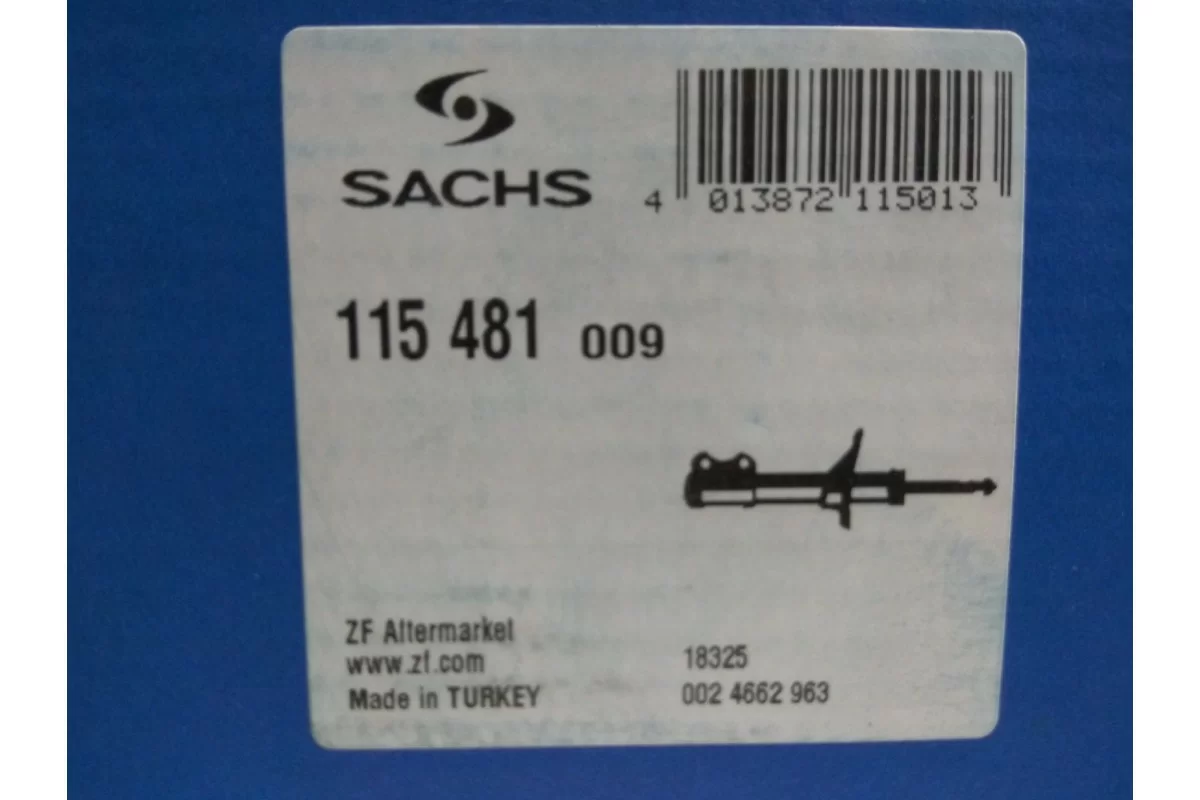 SACHS
4 013872 115013
115 481 009
ZF Aftermarket
www.zf.com
Made in TURKEY
18325
002 4662 963